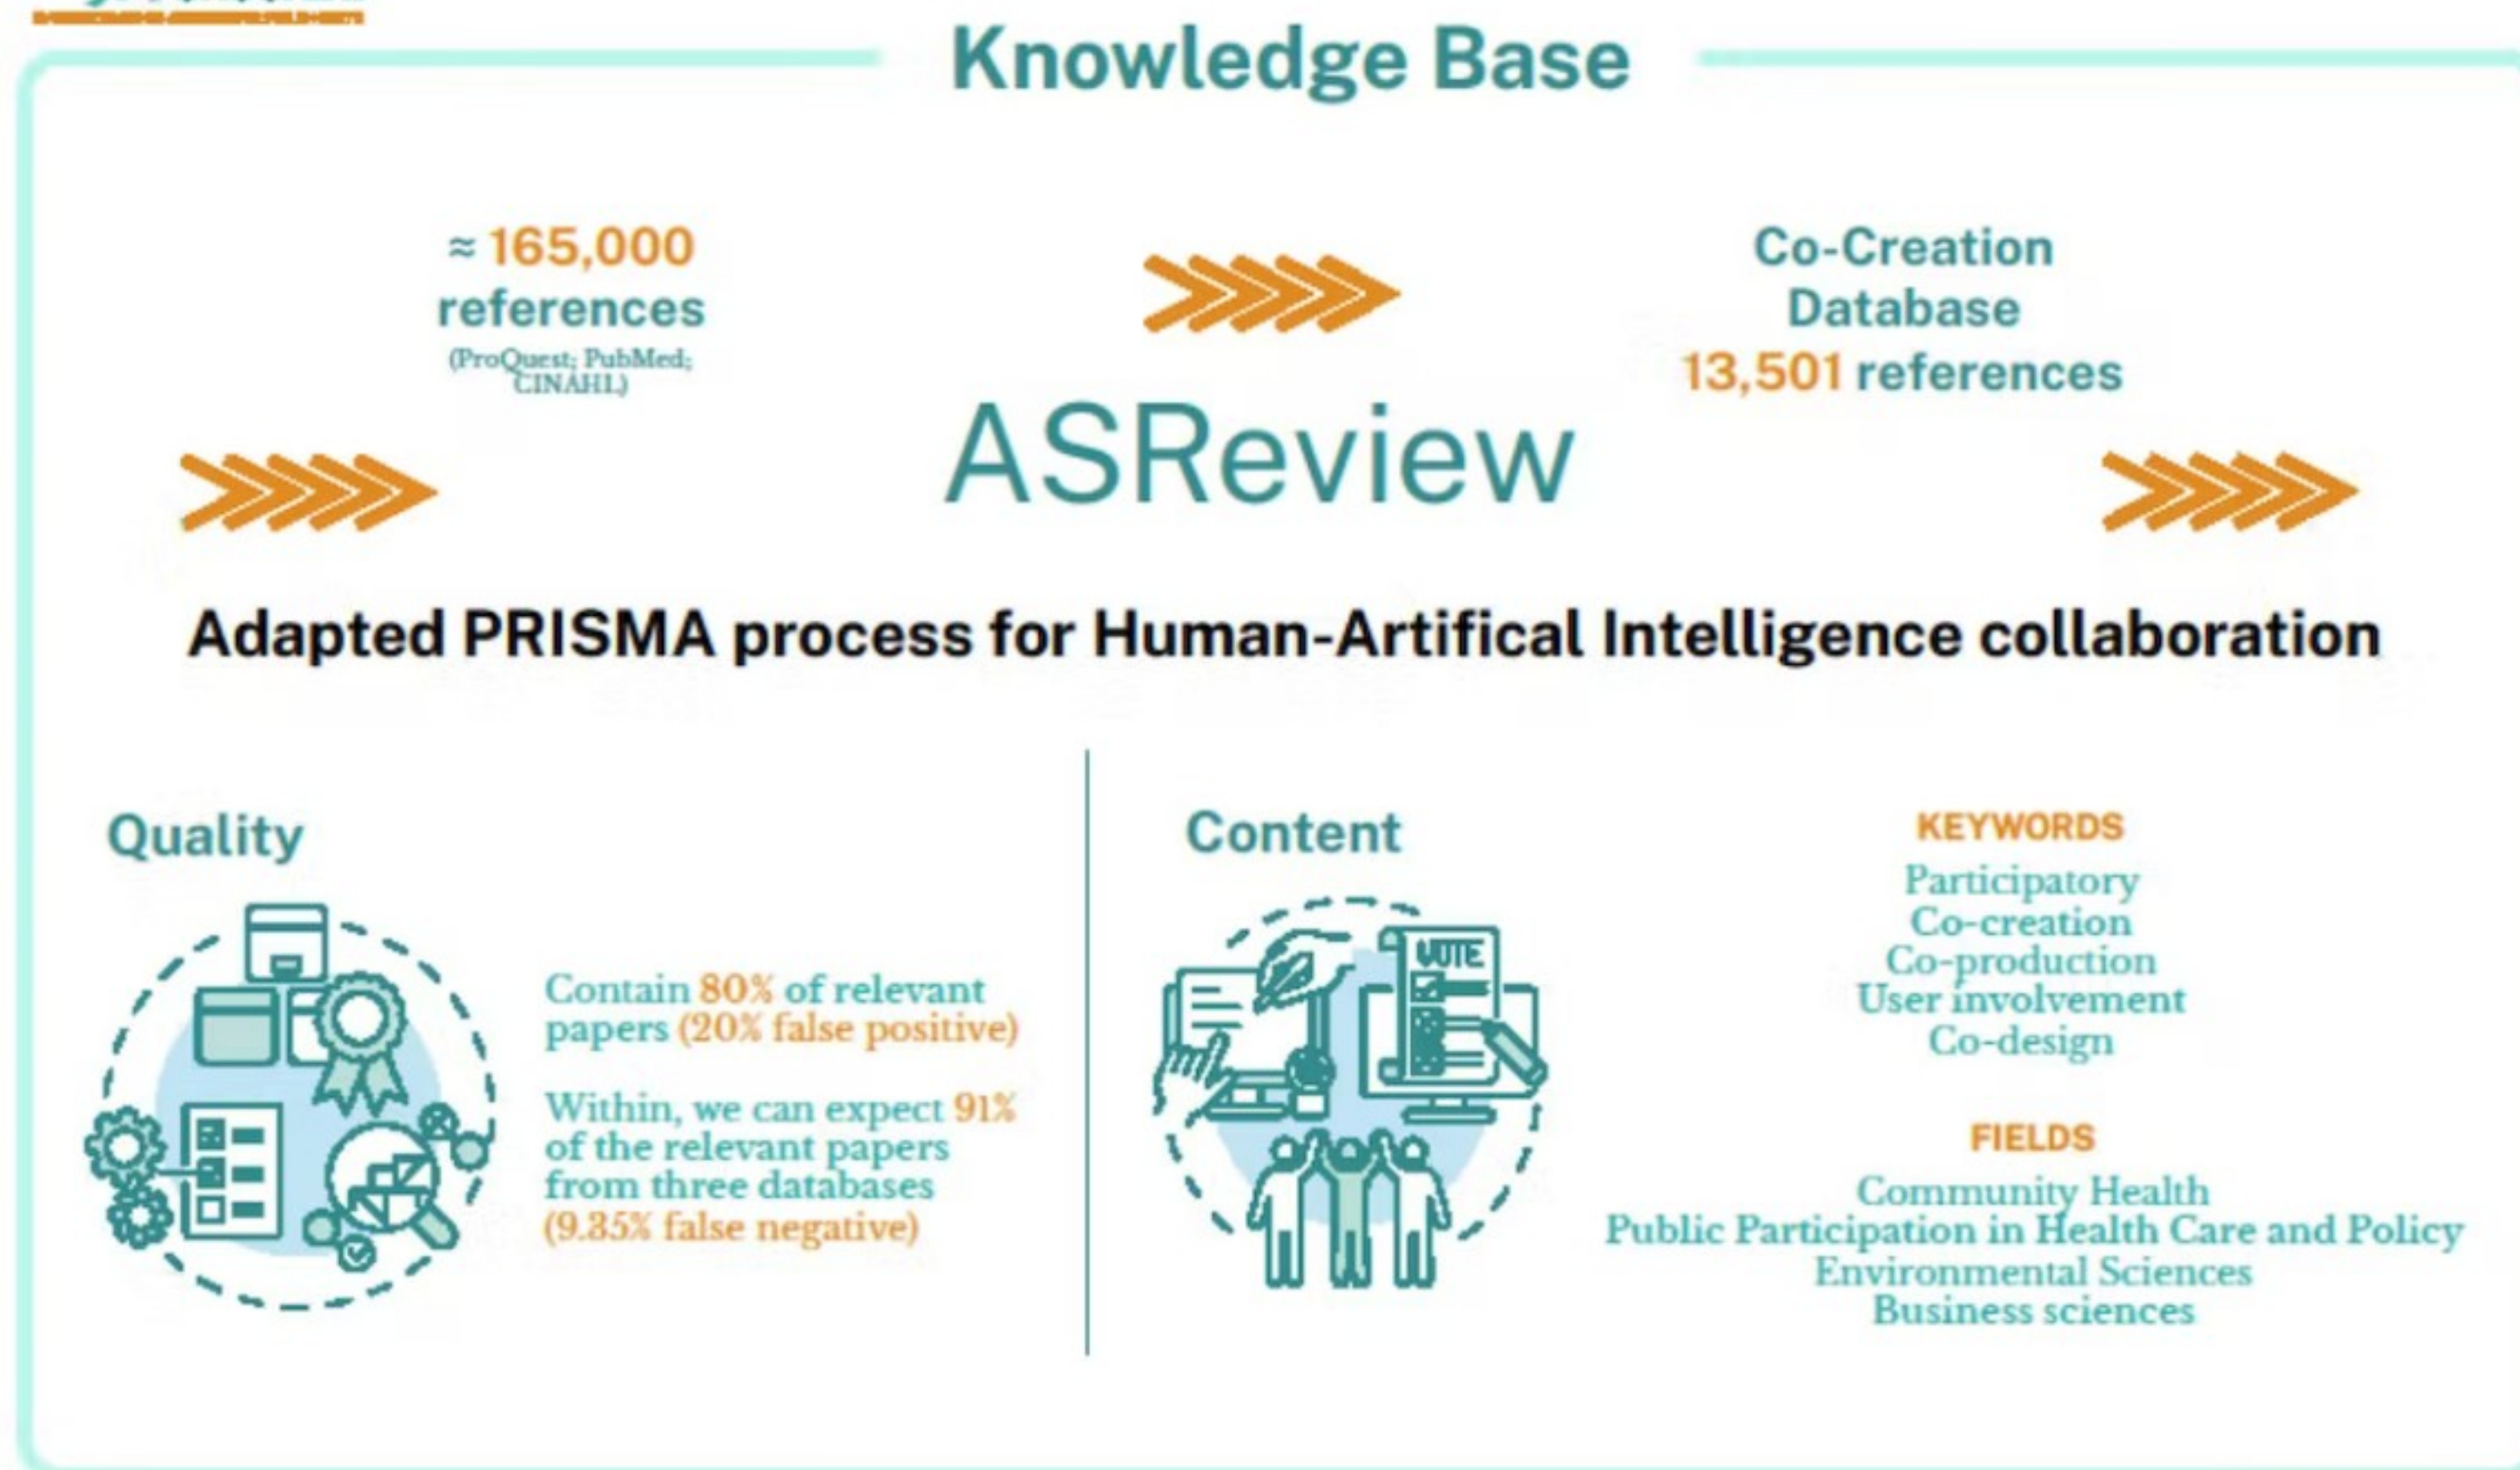 Knowledge Base
≈ 165,000
references
(ProQuest; PubMed;
CINAHL)
Co-Creation
Database
13,501 references
ASReview
Adapted PRISMA process for Human-Artifical Intelligence collaboration
Quality
Contain 80% of relevant
papers (20% false positive)
Within, we can expect 91%
of the relevant papers
from three databases
(9.35% false negative)
Content
VOTE
KEYWORDS
Participatory
Co-creation
Co-production
User involvement
Co-design
FIELDS
Community Health
Public Participation in Health Care and Policy
Environmental Sciences
Business sciences